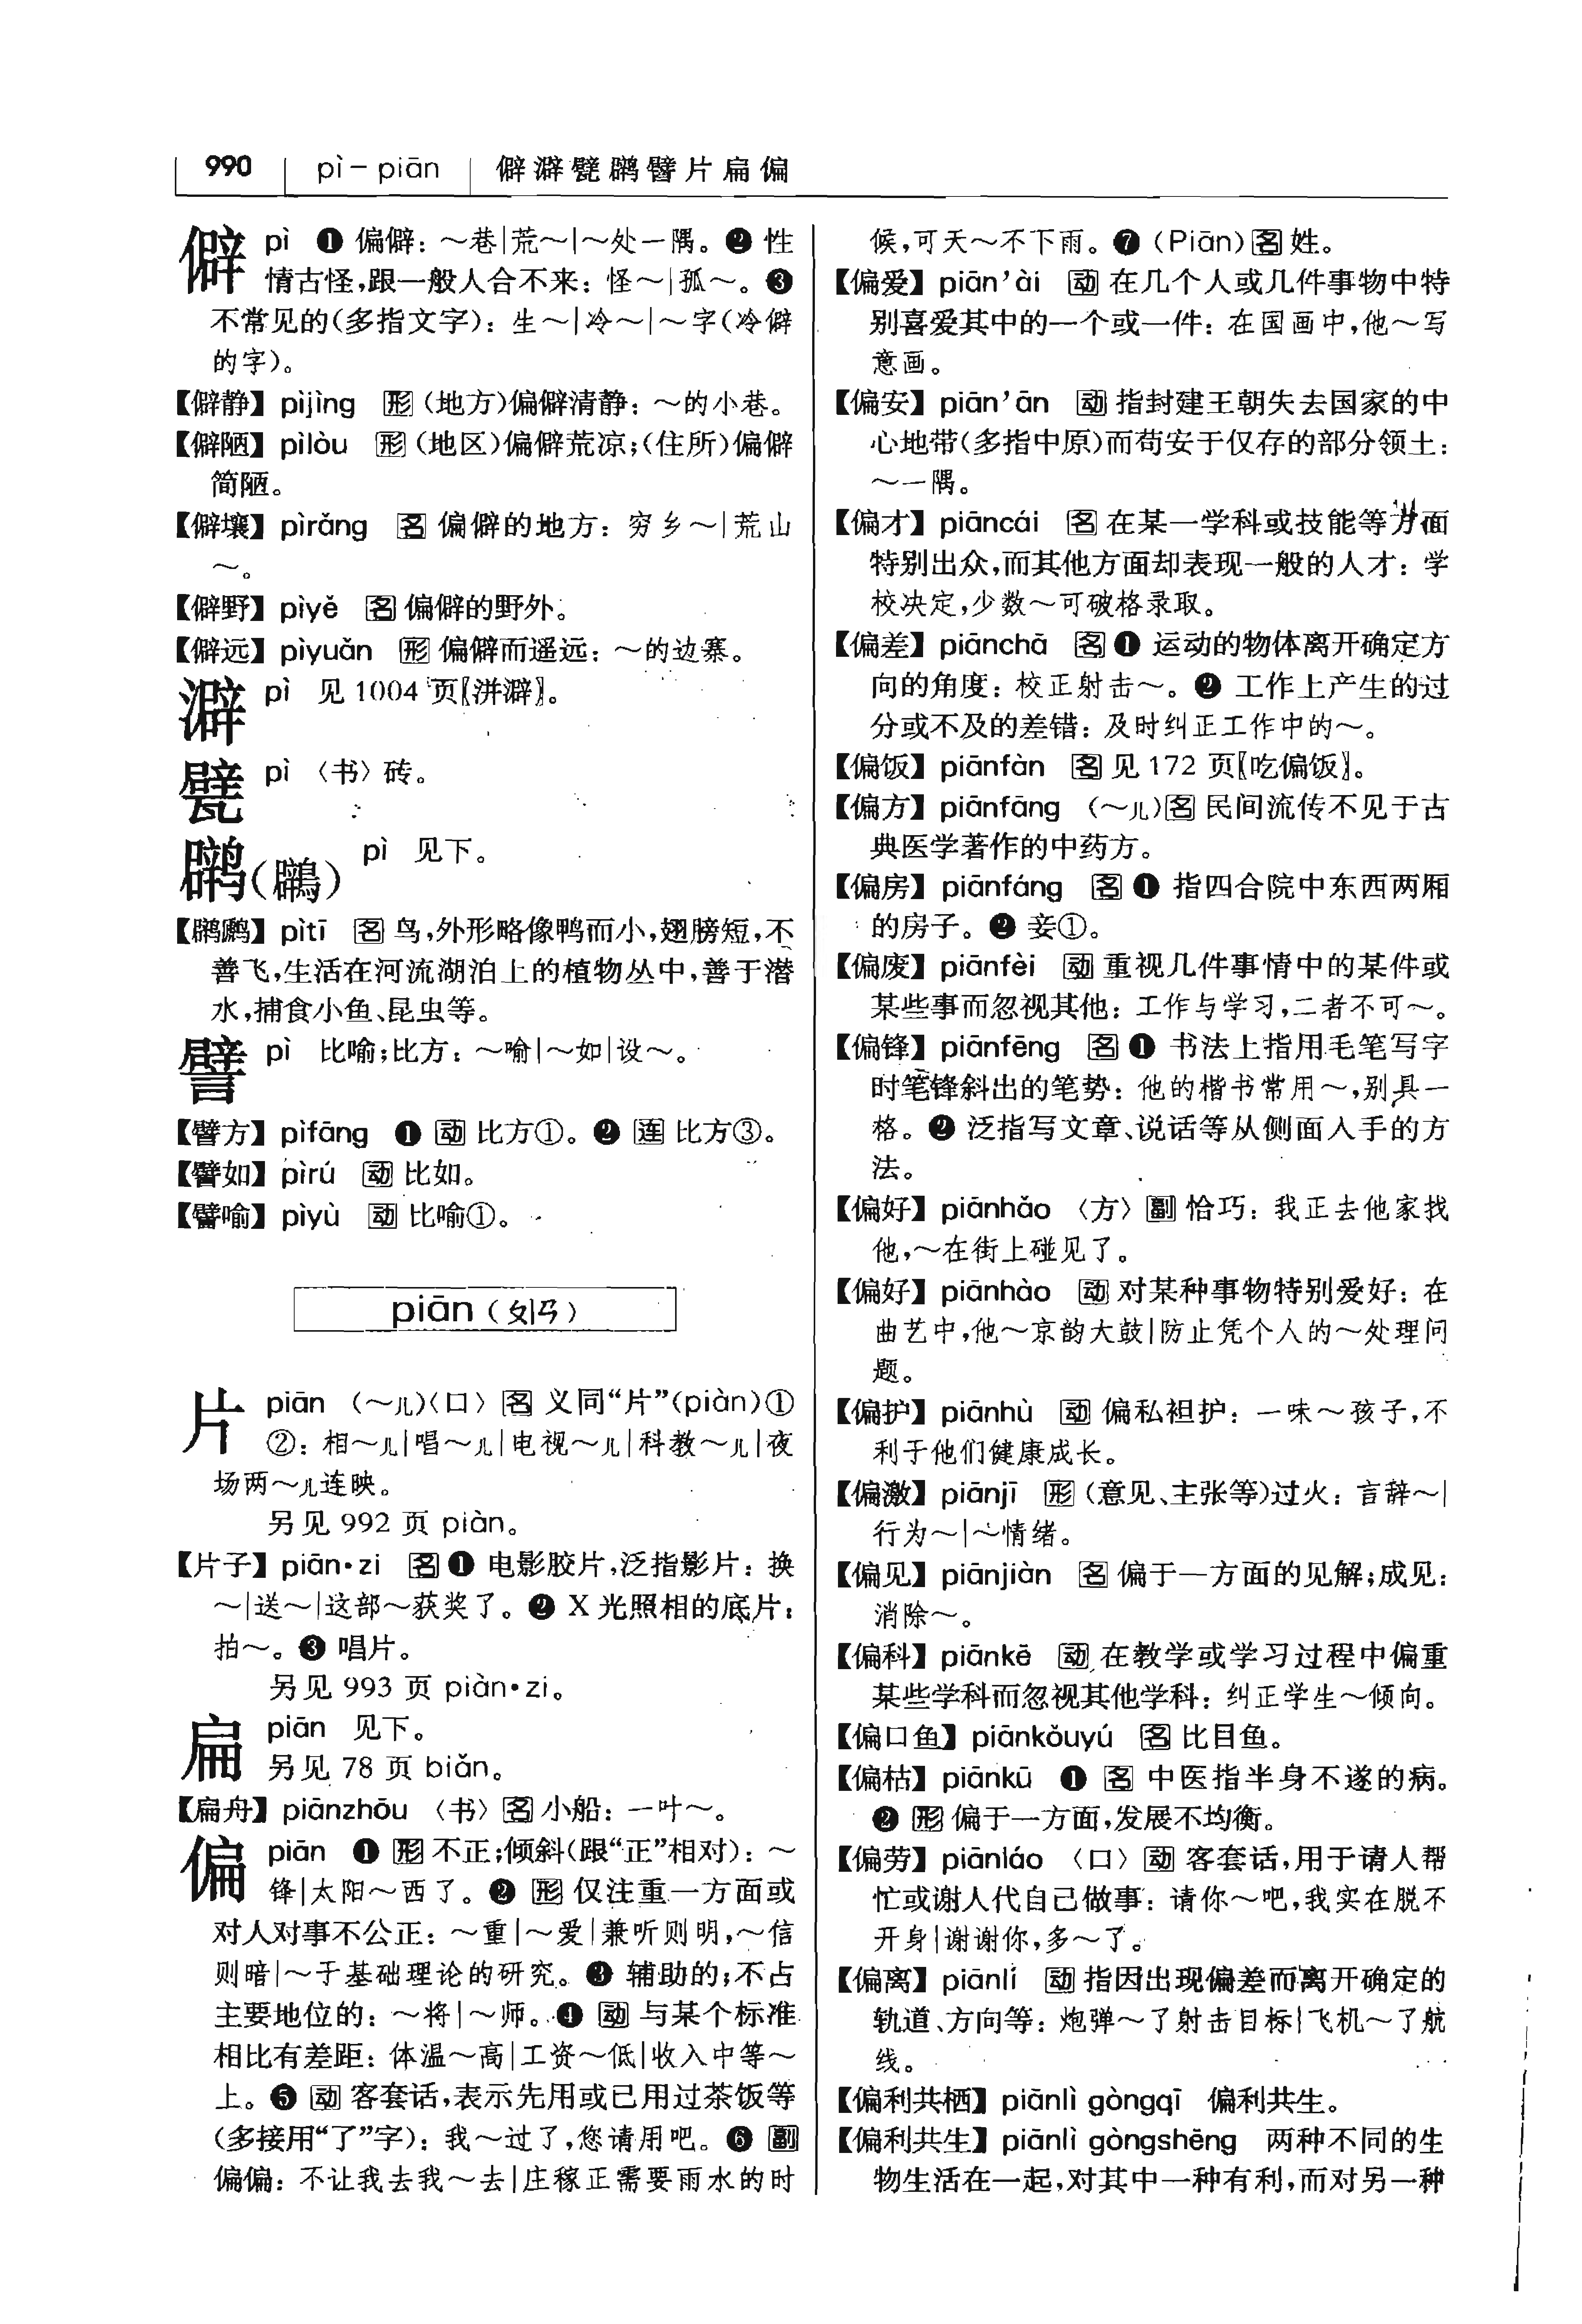 990 pì－piān 僻澼甓䴙譬片扁偏
僻 pì ❶ 偏僻：～巷|荒～|～处一隅。❷ 性
情古怪,跟一般人合不来：怪～|孤～。❸
不常见的(多指文字)：生～|冷～|～字(冷僻
的字)。
【僻静】pìjìng 形 (地方)偏僻清静：～的小巷。
【僻陋】pìlòu 形 (地区)偏僻荒凉;(住所)偏僻
简陋。
【僻壤】pìrǎng 名 偏僻的地方：穷乡～|荒山
～。
【僻野】pìyě 名 偏僻的野外。
【僻远】pìyuǎn 形 偏僻而遥远：～的边寨。
澼 pì 见 1004 页〖洴澼〗。
甓 pì 〈书〉砖。
䴙(鷿) pì 见下。
【䴙䴘】pìtī 名 鸟,外形略像鸭而小,翅膀短,不
善飞,生活在河流湖泊上的植物丛中,善于潜
水,捕食小鱼、昆虫等。
譬 pì 比喻;比方：～喻|～如|设～。
【譬方】pìfāng ❶ 动 比方①。❷ 连 比方③。
【譬如】pìrú 动 比如。
【譬喻】pìyù 动 比喻①。
piān (ㄆㄧㄢ)
片 piān (～儿)〈口〉名 义同“片”(piàn)①
②：相～儿|唱～儿|电视～儿|科教～儿|夜
场两～儿连映。
另见 992 页 piàn。
【片子】piān•zi 名 ❶ 电影胶片,泛指影片：换
～|送～|这部～获奖了。❷ X 光照相的底片：
拍～。❸ 唱片。
另见 993 页 piàn•zi。
扁 piān 见下。
另见 78 页 biǎn。
【扁舟】piānzhōu 〈书〉名 小船：一叶～。
偏 piān ❶ 形 不正;倾斜(跟“正”相对)：～
锋|太阳～西了。❷ 形 仅注重一方面或
对人对事不公正：～重|～爱|兼听则明,～信
则暗|～于基础理论的研究。❸ 辅助的;不占
主要地位的：～将|～师。❹ 动 与某个标准
相比有差距：体温～高|工资～低|收入中等～
上。❺ 动 客套话,表示先用或已用过茶饭等
(多接用“了”字)：我～过了,您请用吧。❻ 副
偏偏：不让我去我～去|庄稼正需要雨水的时
候,可天～不下雨。❼ (Piān) 名 姓。
【偏爱】piān’ài 动 在几个人或几件事物中特
别喜爱其中的一个或一件：在国画中,他～写
意画。
【偏安】piān’ān 动 指封建王朝失去国家的中
心地带(多指中原)而苟安于仅存的部分领土：
～一隅。
【偏才】piāncái 名 在某一学科或技能等方面
特别出众,而其他方面却表现一般的人才：学
校决定,少数～可破格录取。
【偏差】piānchā 名 ❶ 运动的物体离开确定方
向的角度：校正射击～。❷ 工作上产生的过
分或不及的差错：及时纠正工作中的～。
【偏饭】piānfàn 名 见 172 页〖吃偏饭〗。
【偏方】piānfāng (～儿)名 民间流传不见于古
典医学著作的中药方。
【偏房】piānfáng 名 ❶ 指四合院中东西两厢
的房子。❷ 妾①。
【偏废】piānfèi 动 重视几件事情中的某件或
某些事而忽视其他：工作与学习,二者不可～。
【偏锋】piānfēng 名 ❶ 书法上指用毛笔写字
时笔锋斜出的笔势：他的楷书常用～,别具一
格。❷ 泛指写文章、说话等从侧面入手的方
法。
【偏好】piānhǎo 〈方〉副 恰巧：我正去他家找
他,～在街上碰见了。
【偏好】piānhào 动 对某种事物特别爱好：在
曲艺中,他～京韵大鼓|防止凭个人的～处理问
题。
【偏护】piānhù 动 偏私袒护：一味～孩子,不
利于他们健康成长。
【偏激】piānjī 形 (意见、主张等)过火：言辞～|
行为～|～情绪。
【偏见】piānjiàn 名 偏于一方面的见解;成见：
消除～。
【偏科】piānkē 动 在教学或学习过程中偏重
某些学科而忽视其他学科：纠正学生～倾向。
【偏口鱼】piānkǒuyú 名 比目鱼。
【偏枯】piānkū ❶ 名 中医指半身不遂的病。
❷ 形 偏于一方面,发展不均衡。
【偏劳】piānláo 〈口〉动 客套话,用于请人帮
忙或谢人代自己做事：请你～吧,我实在脱不
开身|谢谢你,多～了。
【偏离】piānlí 动 指因出现偏差而离开确定的
轨道、方向等：炮弹～了射击目标|飞机～了航
线。
【偏利共栖】piānlì gòngqī 偏利共生。
【偏利共生】piānlì gòngshēng 两种不同的生
物生活在一起,对其中一种有利,而对另一种